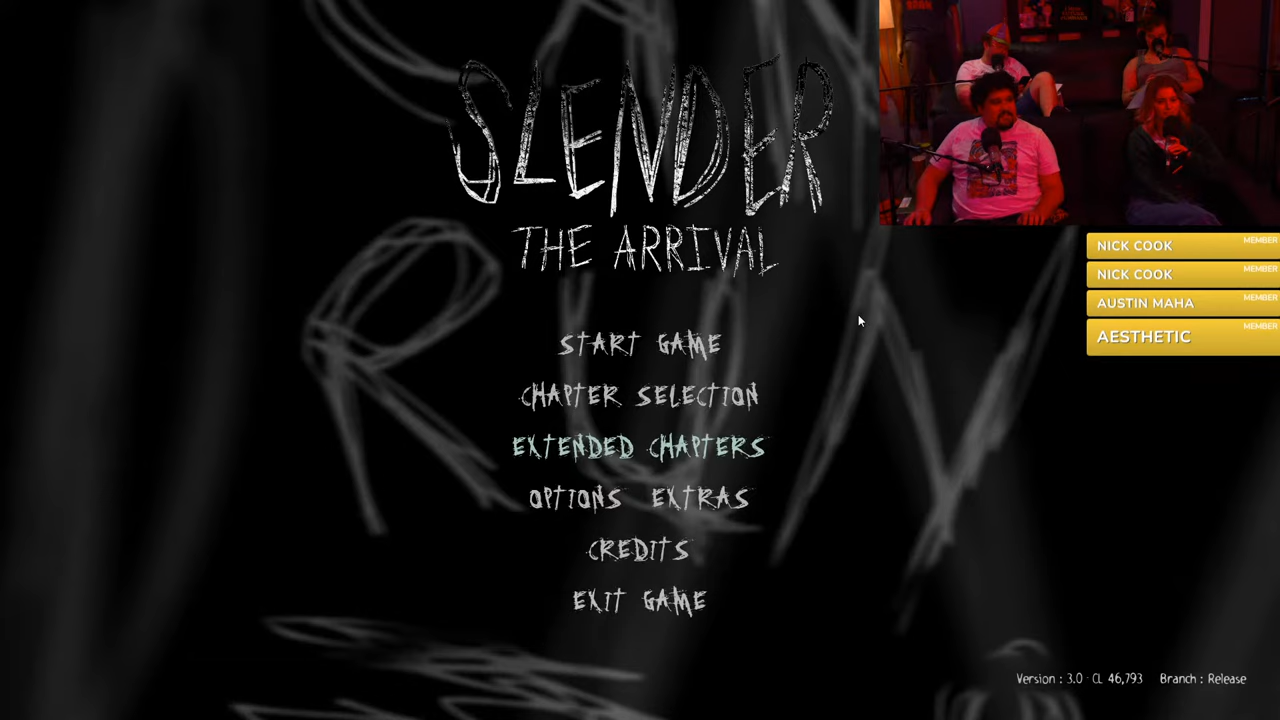 SLENDER
THE ARRIVAL
RUN
START GAME
CHAPTER SELECTION
EXTENDED CHAPTERS
OPTIONS EXTRAS
CREDITS
EXIT GAME
NICK COOK MEMBER
NICK COOK MEMBER
AUSTIN MAHA MEMBER
AESTHETIC MEMBER
Version : 3.0 CL 46,793 Branch : Release